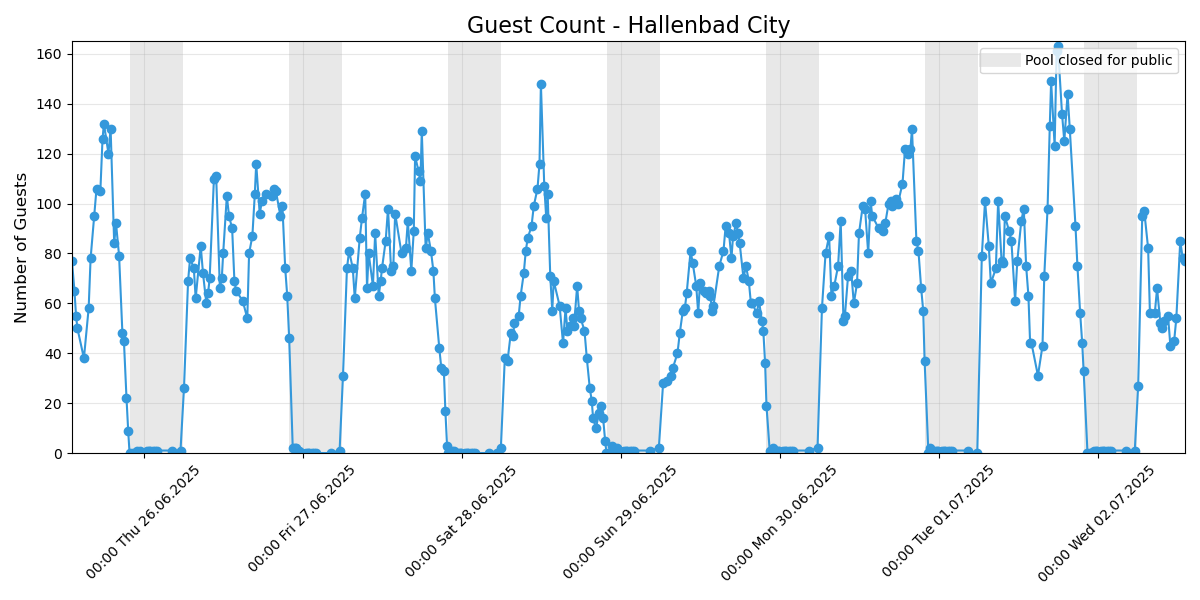 Guest Count - Hallenbad City
Pool closed for public
Number of Guests
160
140
120
100
80
60
40
20
0
00:00 Thu 26.06.2025
00:00 Fri 27.06.2025
00:00 Sat 28.06.2025
00:00 Sun 29.06.2025
00:00 Mon 30.06.2025
00:00 Tue 01.07.2025
00:00 Wed 02.07.2025